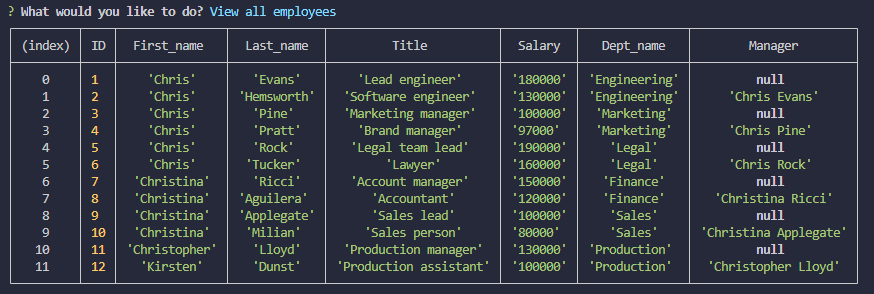 ? What would you like to do? View all employees
(index) ID First_name Last_name Title Salary Dept_name Manager
0 1 'Chris' 'Evans' 'Lead engineer' '180000' 'Engineering' null
1 2 'Chris' 'Hemsworth' 'Software engineer' '130000' 'Engineering' 'Chris Evans'
2 3 'Chris' 'Pine' 'Marketing manager' '100000' 'Marketing' null
3 4 'Chris' 'Pratt' 'Brand manager' '97000' 'Marketing' 'Chris Pine'
4 5 'Chris' 'Rock' 'Legal team lead' '190000' 'Legal' null
5 6 'Chris' 'Tucker' 'Lawyer' '160000' 'Legal' 'Chris Rock'
6 7 'Christina' 'Ricci' 'Account manager' '150000' 'Finance' null
7 8 'Christina' 'Aguilera' 'Accountant' '120000' 'Finance' 'Christina Ricci'
8 9 'Christina' 'Applegate' 'Sales lead' '100000' 'Sales' null
9 10 'Christina' 'Milian' 'Sales person' '80000' 'Sales' 'Christina Applegate'
10 11 'Christopher' 'Lloyd' 'Production manager' '130000' 'Production' null
11 12 'Kirsten' 'Dunst' 'Production assistant' '100000' 'Production' 'Christopher Lloyd'